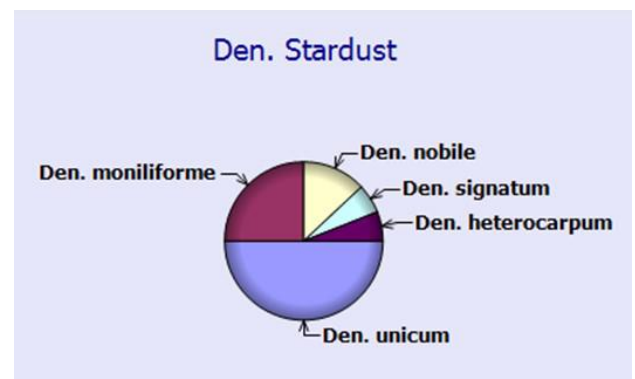 Den. Stardust
Den. nobile
Den. moniliforme
Den. signatum
Den. heterocarpum
Den. unicum